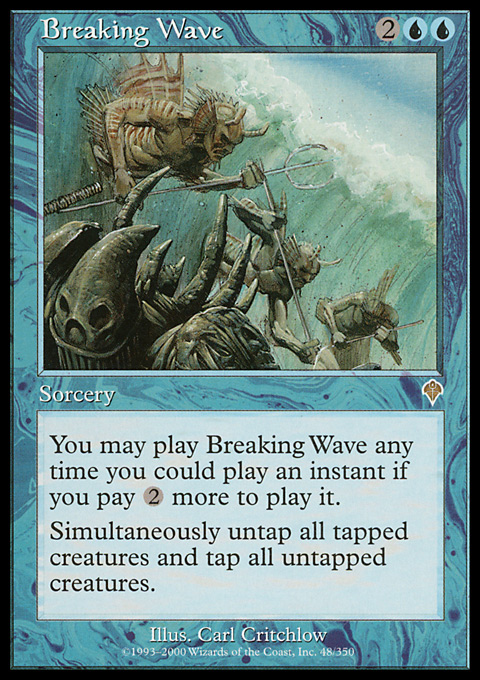 Breaking Wave 2
Sorcery
You may play Breaking Wave any
time you could play an instant if
you pay 2 more to play it.
Simultaneously untap all tapped
creatures and tap all untapped
creatures.
Illus. Carl Critchlow
©1993–2000 Wizards of the Coast, Inc. 48/350